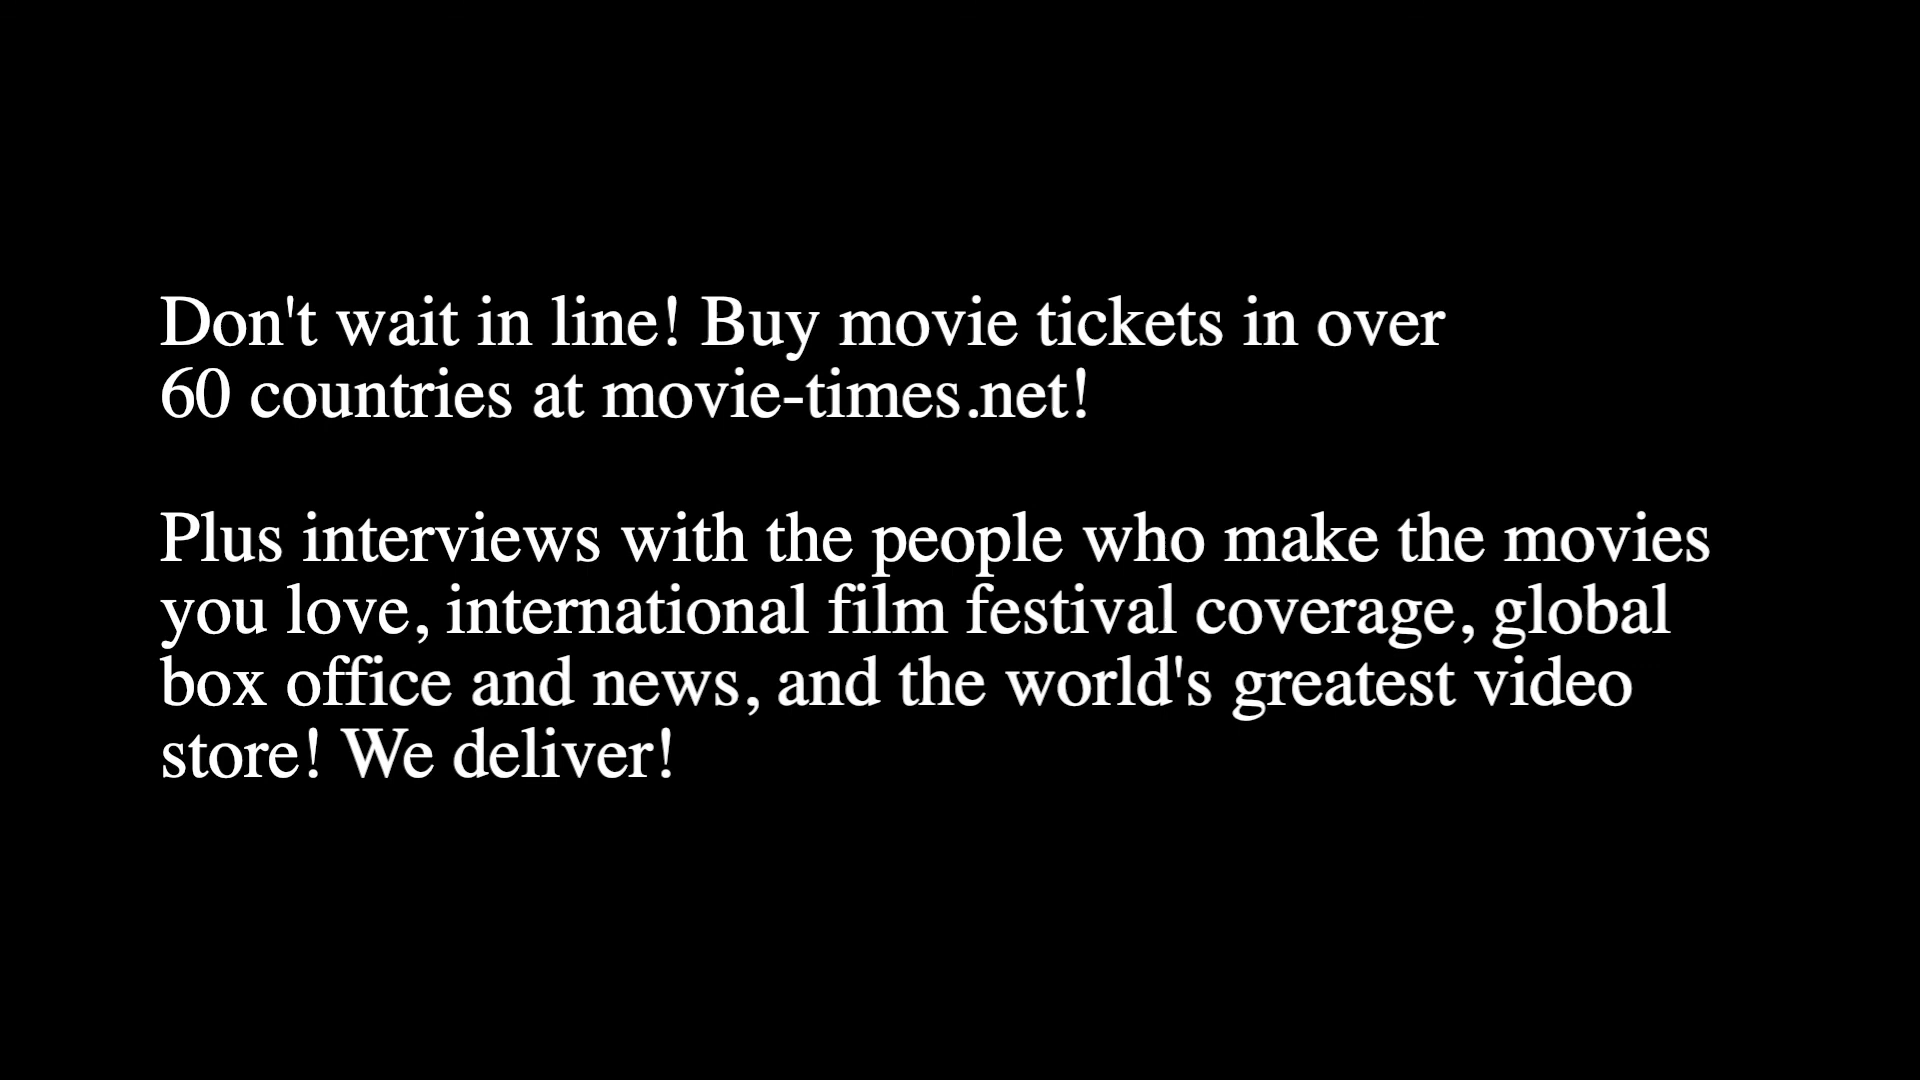 Don't wait in line! Buy movie tickets in over
60 countries at movie-times.net!
Plus interviews with the people who make the movies
you love, international film festival coverage, global
box office and news, and the world's greatest video
store! We deliver!